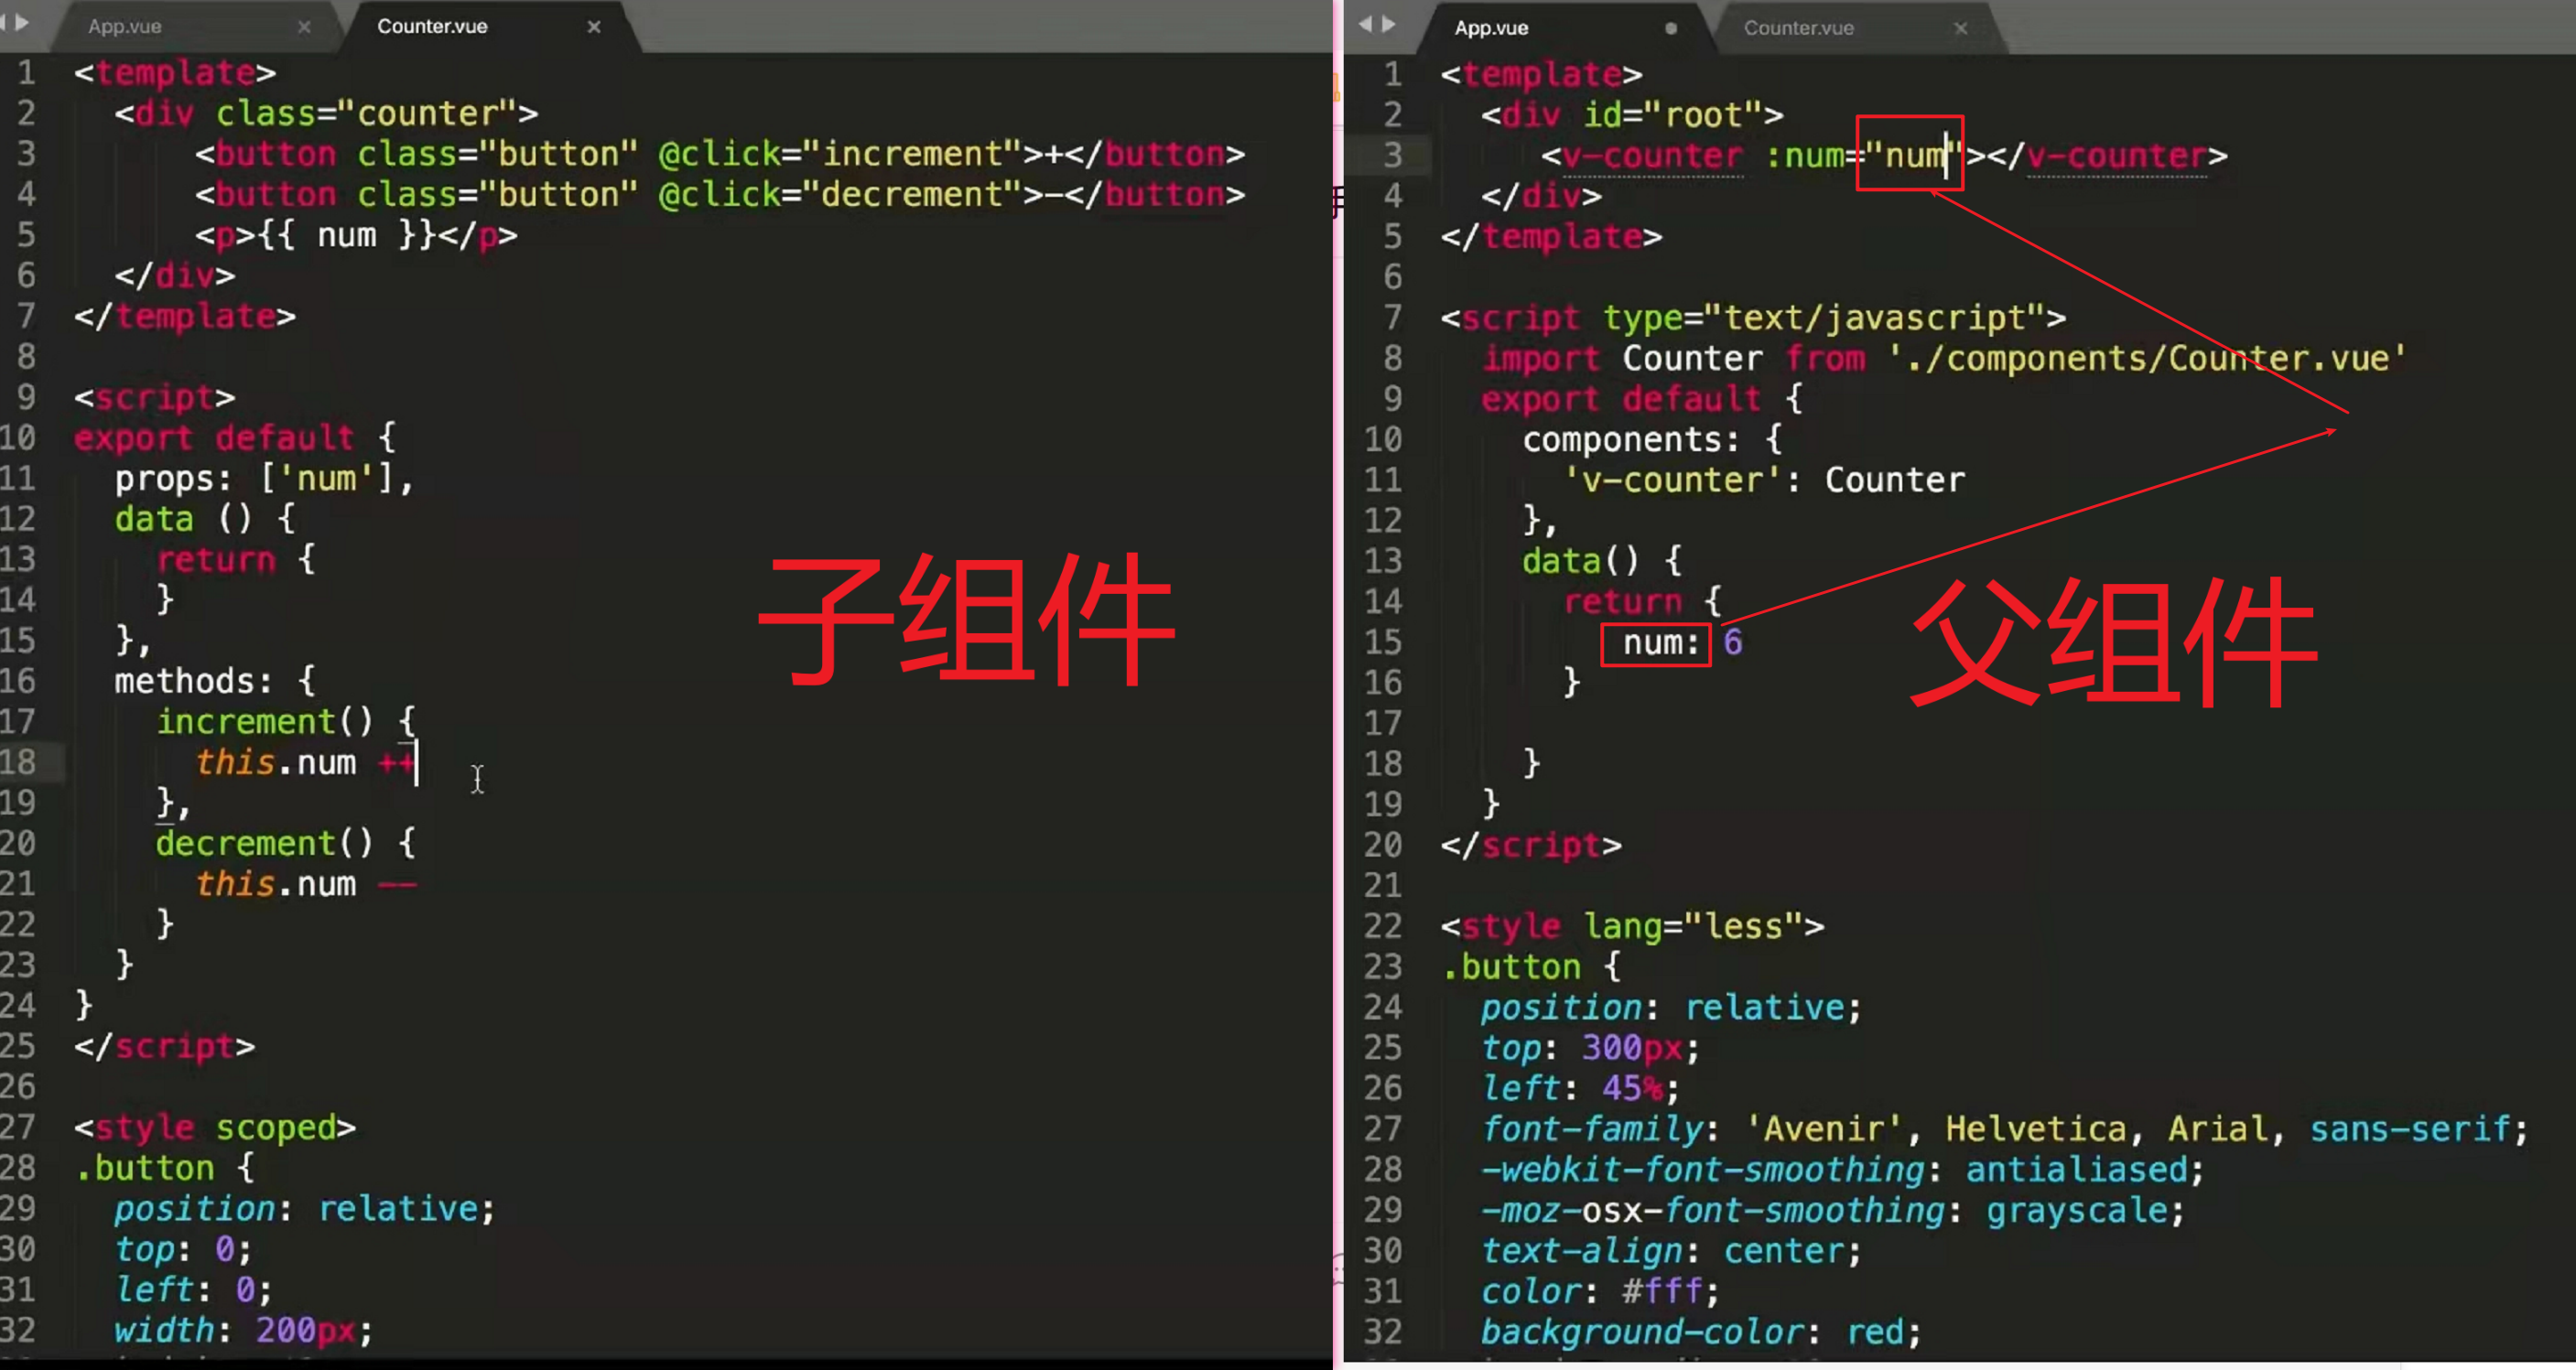 App.vue
Counter.vue
1 <template>
2 <div class="counter">
3 <button class="button" @click="increment">+</button>
4 <button class="button" @click="decrement">-</button>
5 <p>{{ num }}</p>
6 </div>
7 </template>
8
9 <script>
10 export default {
11 props: ['num'],
12 data () {
13 return {
14 }
15 },
16 methods: {
17 increment() {
18 this.num ++
19 },
20 decrement() {
21 this.num --
22 }
23 }
24 }
25 </script>
26
27 <style scoped>
28 .button {
29 position: relative;
30 top: 0;
31 left: 0;
32 width: 200px;
子组件
App.vue
Counter.vue
1 <template>
2 <div id="root">
3 <v-counter :num="num"></v-counter>
4 </div>
5 </template>
6
7 <script type="text/javascript">
8 import Counter from './components/Counter.vue'
9 export default {
10 components: {
11 'v-counter': Counter
12 },
13 data() {
14 return {
15 num: 6
16 }
17
18 }
19 }
20 </script>
21
22 <style lang="less">
23 .button {
24 position: relative;
25 top: 300px;
26 left: 45%;
27 font-family: 'Avenir', Helvetica, Arial, sans-serif;
28 -webkit-font-smoothing: antialiased;
29 -moz-osx-font-smoothing: grayscale;
30 text-align: center;
31 color: #fff;
32 background-color: red;
父组件